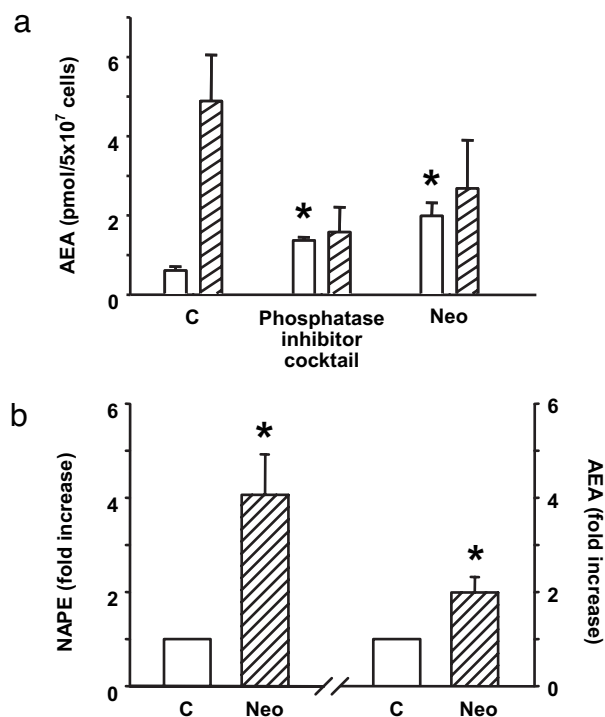 a
AEA (pmol/5x10⁷ cells)
6
4
2
0
*
*
C
Phosphatase
inhibitor
cocktail
Neo
b
NAPE (fold increase)
6
4
2
0
*
*
6
4
2
0
AEA (fold increase)
C
Neo
C
Neo